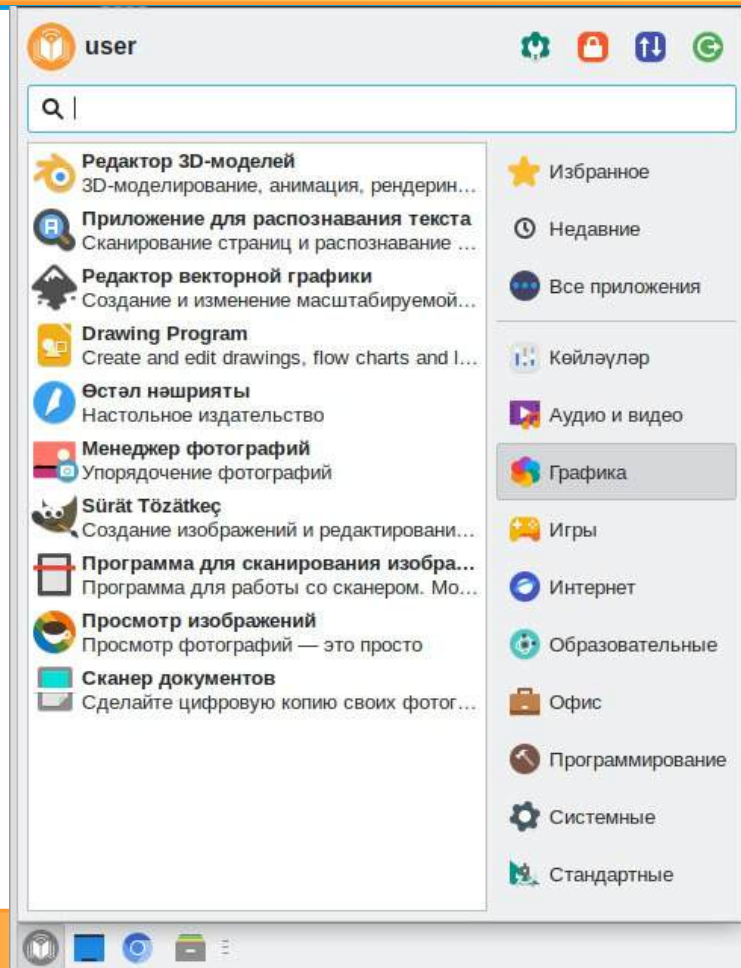 user
Редактор 3D-моделей
3D-моделирование, анимация, рендерин...
Приложение для распознавания текста
Сканирование страниц и распознавание ...
Редактор векторной графики
Создание и изменение масштабируемой...
Drawing Program
Create and edit drawings, flow charts and l...
Өстәл нәшрияты
Настольное издательство
Менеджер фотографий
Упорядочение фотографий
Sürät Tözätkeç
Создание изображений и редактировани...
Программа для сканирования изобра...
Программа для работы со сканером. Мо...
Просмотр изображений
Просмотр фотографий — это просто
Сканер документов
Сделайте цифровую копию своих фотог...
Избранное
Недавние
Все приложения
Көйләүләр
Аудио и видео
Графика
Игры
Интернет
Образовательные
Офис
Программирование
Системные
Стандартные